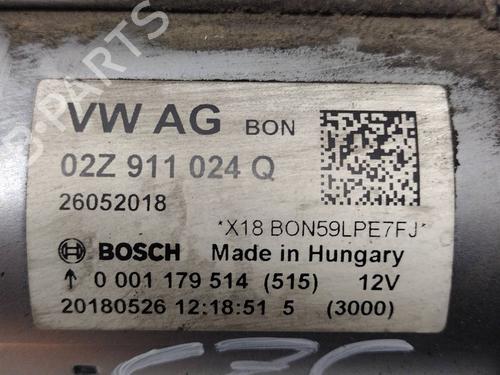 VW AG BON
02Z 911 024 Q
26052018
*X18 BON59LPE7FJ*
BOSCH Made in Hungary
↑ 0 001 179 514 (515) 12V
20180526 12:18:51 5 (3000)